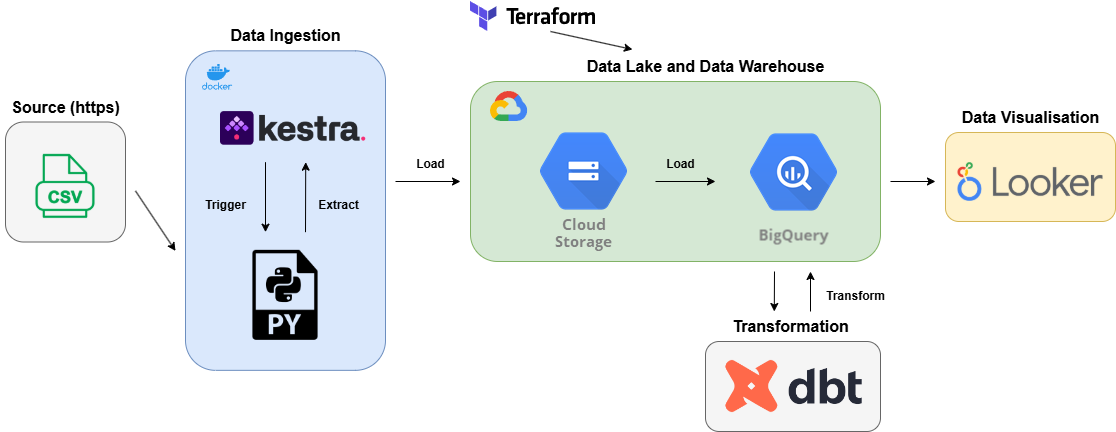 Terraform
Data Ingestion
Data Lake and Data Warehouse
docker
Source (https)
kestra.
Data Visualisation
CSV
Load
Load
Looker
Trigger
Extract
Cloud
Storage
BigQuery
PY
Transform
Transformation
dbt